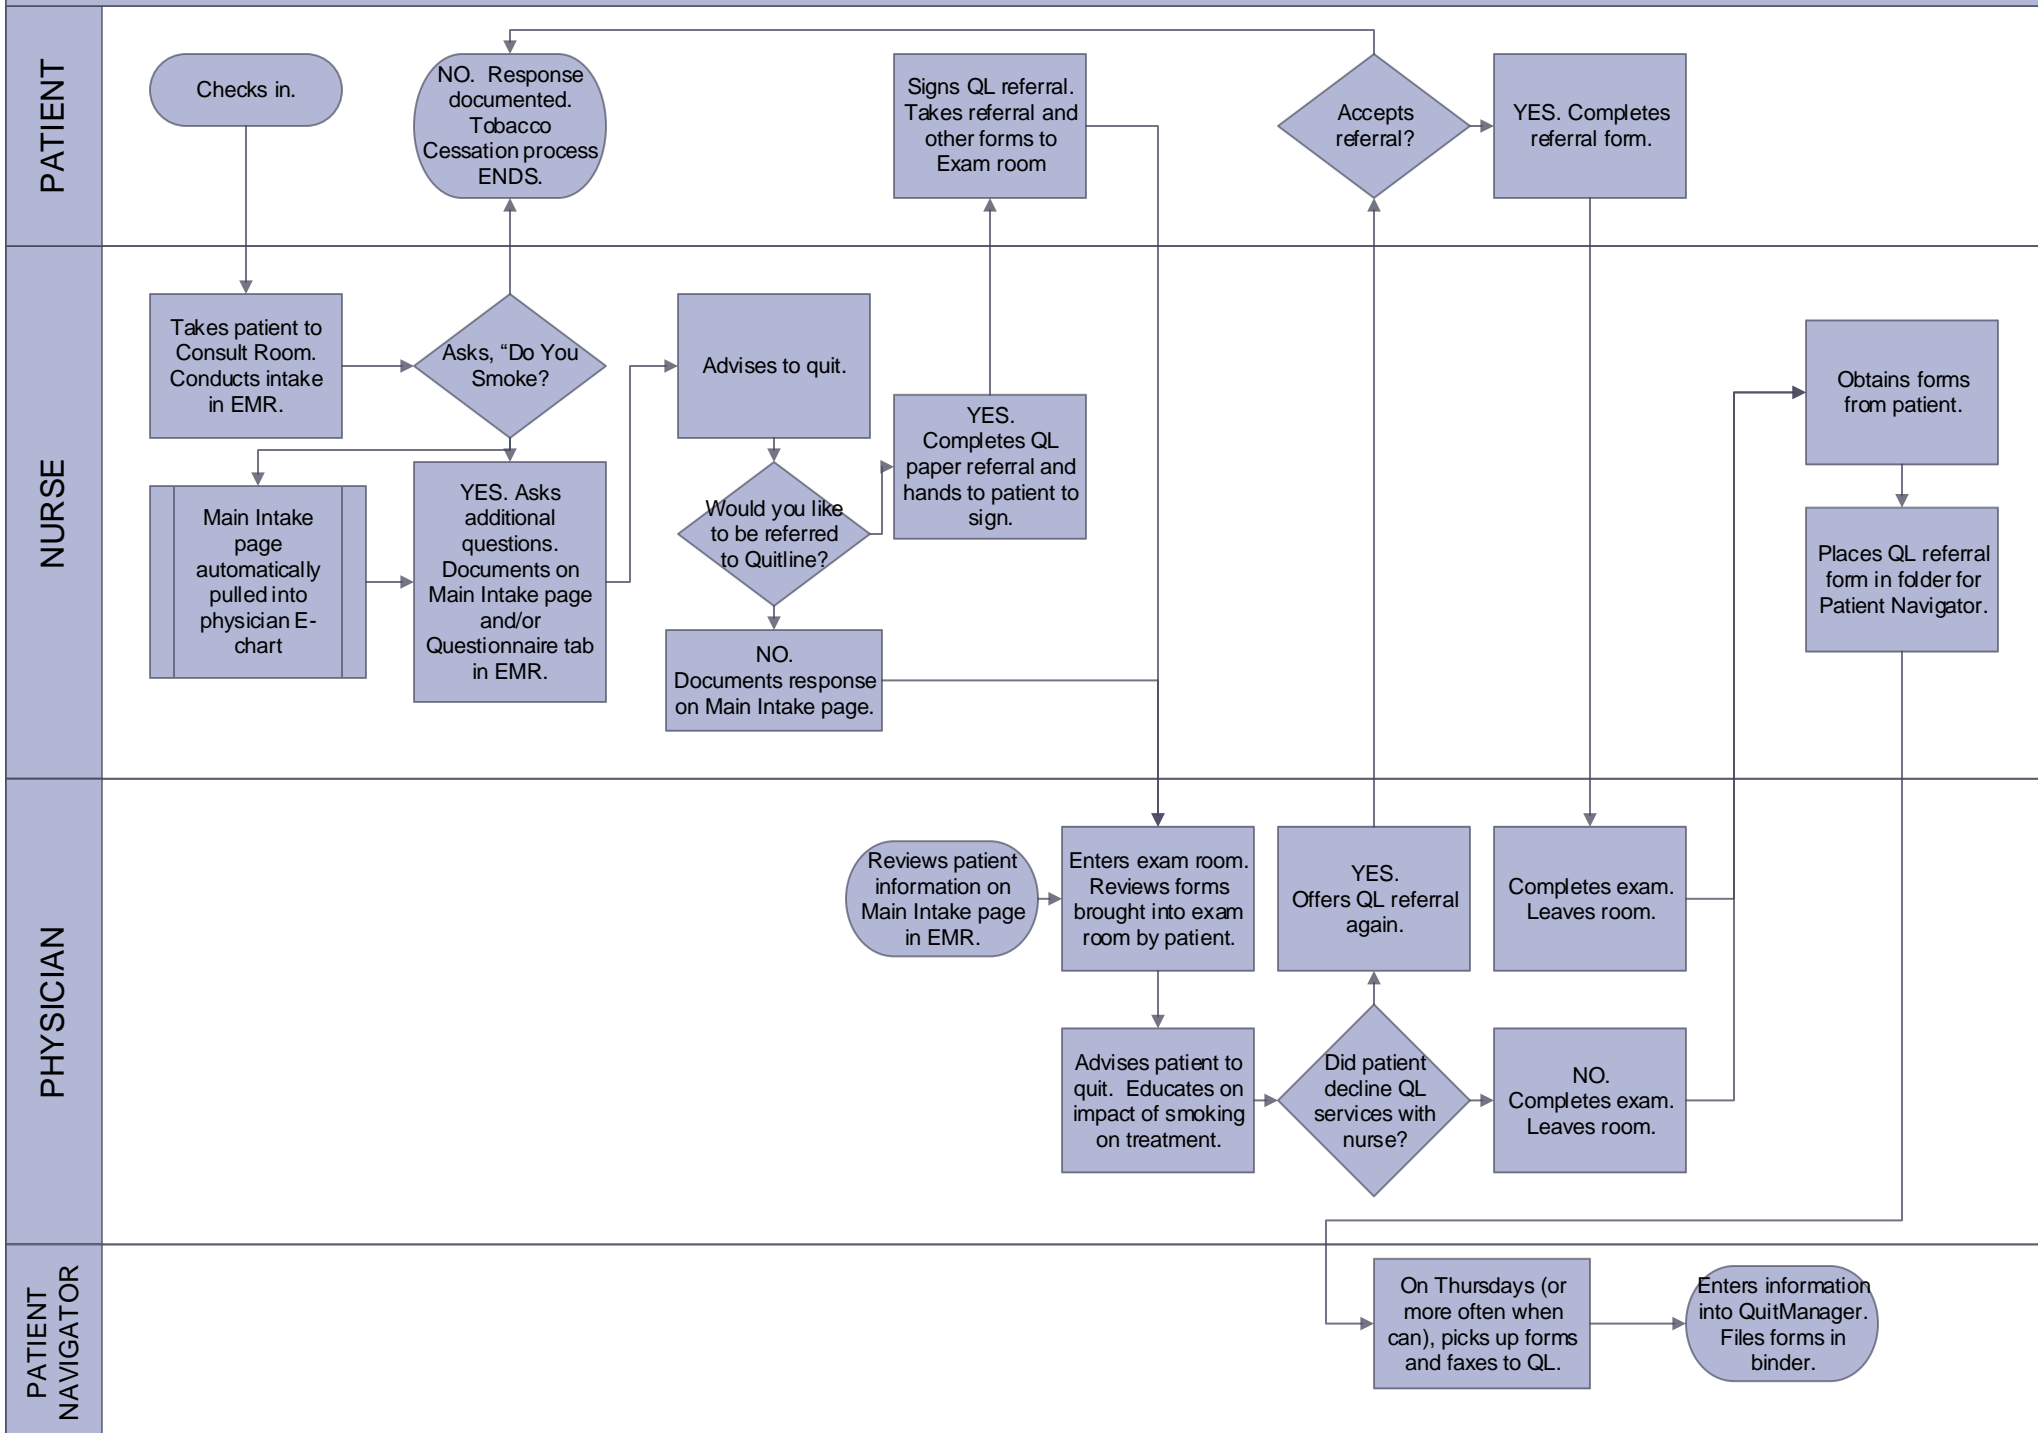 PATIENT
Checks in.
NO.  Response
documented.
Tobacco
Cessation process
ENDS.
Signs QL referral.
Takes referral and
other forms to
Exam room
Accepts
referral?
YES. Completes
referral form.
NURSE
Takes patient to
Consult Room.
Conducts intake
in EMR.
Asks, “Do You
Smoke?
Main Intake
page
automatically
pulled into
physician E-
chart
YES. Asks
additional
questions.
Documents on
Main Intake page
and/or
Questionnaire tab
in EMR.
Advises to quit.
Would you like
to be referred
to Quitline?
YES.
Completes QL
paper referral and
hands to patient to
sign.
NO.
Documents response
on Main Intake page.
Obtains forms
from patient.
Places QL referral
form in folder for
Patient Navigator.
PHYSICIAN
Reviews patient
information on
Main Intake page
in EMR.
Enters exam room.
Reviews forms
brought into exam
room by patient.
Advises patient to
quit.  Educates on
impact of smoking
on treatment.
Did patient
decline QL
services with
nurse?
YES.
Offers QL referral
again.
Completes exam.
Leaves room.
NO.
Completes exam.
Leaves room.
PATIENT
NAVIGATOR
On Thursdays (or
more often when
can), picks up forms
and faxes to QL.
Enters information
into QuitManager.
Files forms in
binder.